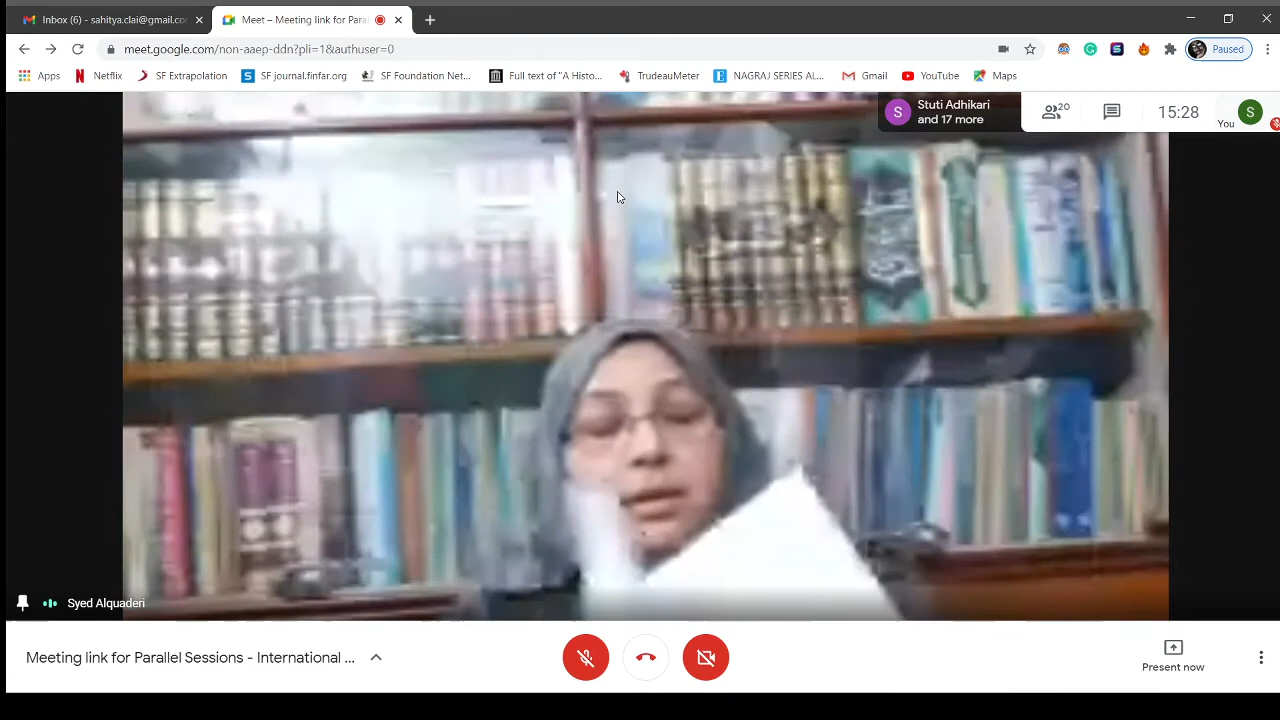 Inbox (6) - sahitya.clai@gmail.co
Meet – Meeting link for Para
meet.google.com/non-aaep-ddn?pli=1&authuser=0
Paused
Apps
Netflix
SF Extrapolation
SF journal.finfar.org
SF Foundation Net...
Full text of "A Histo...
TrudeauMeter
NAGRAJ SERIES AL...
Gmail
YouTube
Maps
S
Stuti Adhikari
and 17 more
20
15:28
You
S
Syed Alquaderi
Meeting link for Parallel Sessions - International ...
Present now